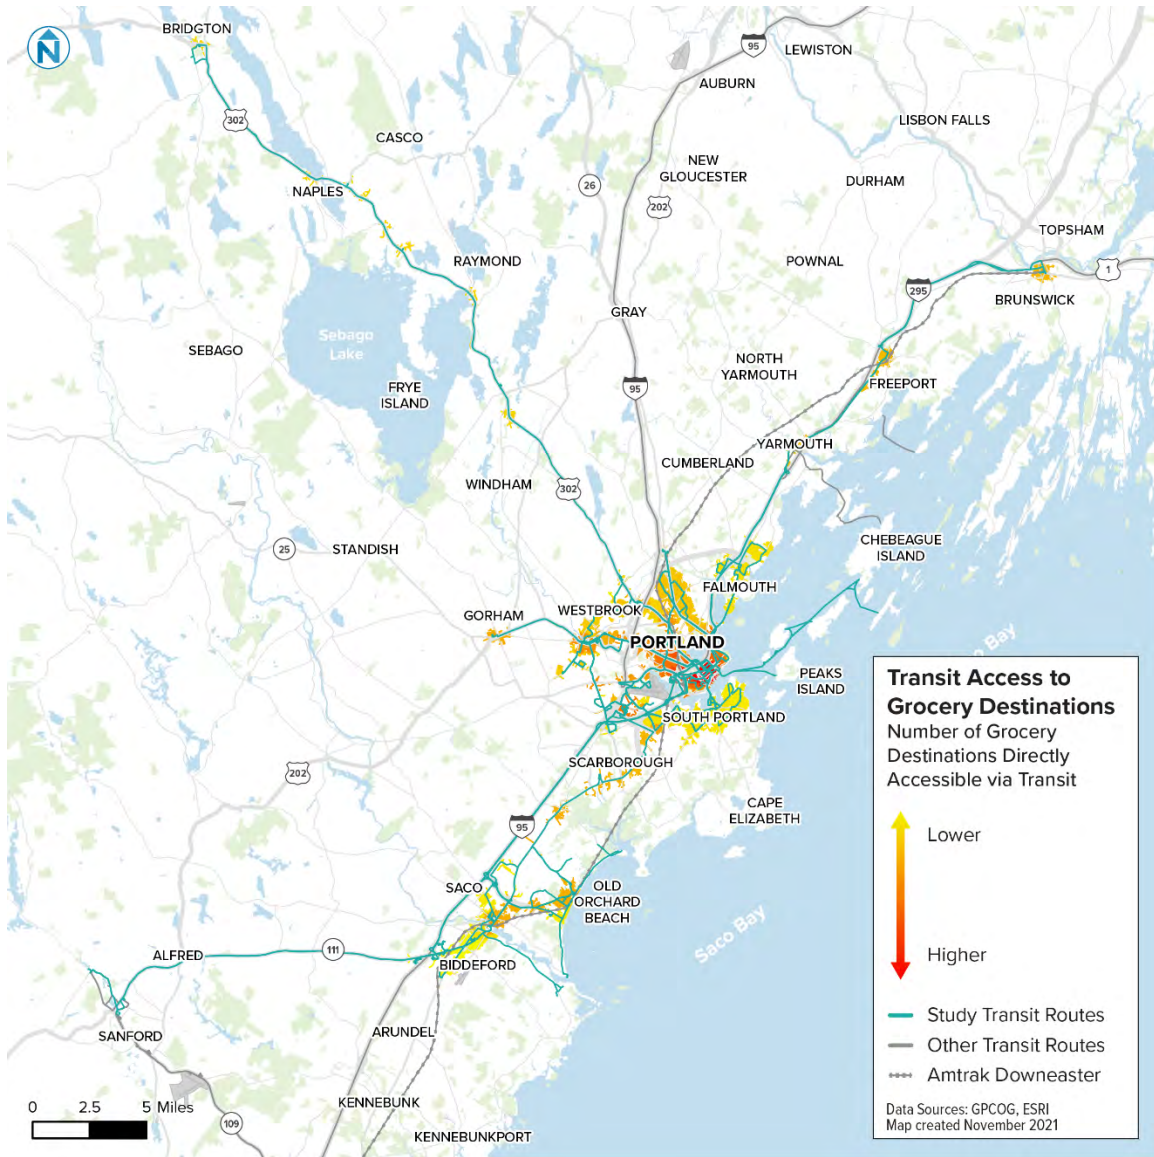 BRIDGTON
N
95
LEWISTON
AUBURN
302
LISBON FALLS
CASCO
NEW
GLOUCESTER
26
DURHAM
NAPLES
202
TOPSHAM
RAYMOND
POWNAL
1
295
BRUNSWICK
GRAY
Sebago
Lake
SEBAGO
NORTH
YARMOUTH
FRYE
ISLAND
95
FREEPORT
YARMOUTH
CUMBERLAND
WINDHAM
302
CHEBEAGUE
ISLAND
25
STANDISH
FALMOUTH
GORHAM
WESTBROOK
PORTLAND
Bay
PEAKS
ISLAND
SOUTH PORTLAND
SCARBOROUGH
202
CAPE
ELIZABETH
95
SACO
OLD
ORCHARD
BEACH
Saco Bay
ALFRED
111
BIDDEFORD
SANFORD
ARUNDEL
KENNEBUNK
109
KENNEBUNKPORT
0 2.5 5 Miles
Transit Access to
Grocery Destinations
Number of Grocery
Destinations Directly
Accessible via Transit
Lower
Higher
Study Transit Routes
Other Transit Routes
Amtrak Downeaster
Data Sources: GPCOG, ESRI
Map created November 2021